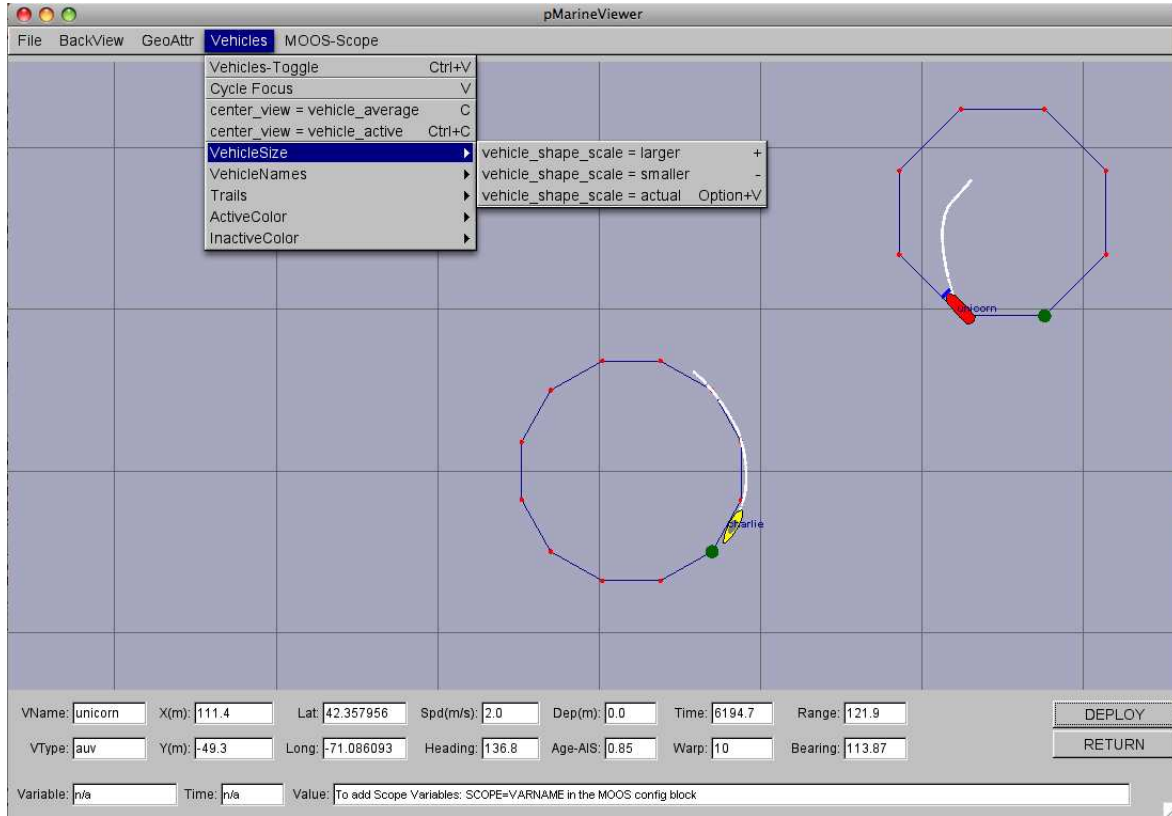 pMarineViewer
File BackView GeoAttr Vehicles MOOS-Scope
Vehicles-Toggle Ctrl+V
Cycle Focus V
center_view = vehicle_average C
center_view = vehicle_active Ctrl+C
VehicleSize
vehicle_shape_scale = larger +
VehicleNames
vehicle_shape_scale = smaller -
Trails
vehicle_shape_scale = actual Option+V
ActiveColor
InactiveColor
unicorn
charlie
VName: unicorn X(m): 111.4 Lat: 42.357956 Spd(m/s): 2.0 Dep(m): 0.0 Time: 6194.7 Range: 121.9 DEPLOY
VType: auv Y(m): -49.3 Long: -71.086093 Heading: 136.8 Age-AIS: 0.85 Warp: 10 Bearing: 113.87 RETURN
Variable: n/a Time: n/a Value: To add Scope Variables: SCOPE=VARNAME in the MOOS config block